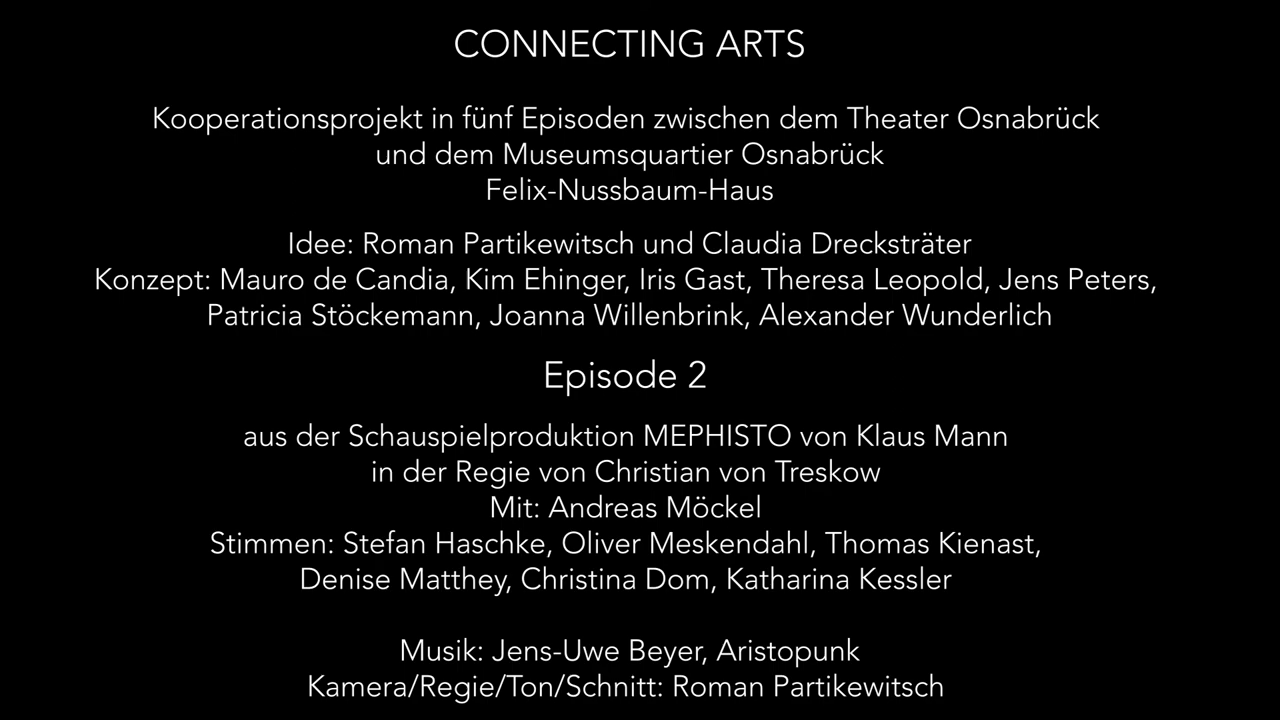 CONNECTING ARTS
Kooperationsprojekt in fünf Episoden zwischen dem Theater Osnabrück
und dem Museumsquartier Osnabrück
Felix-Nussbaum-Haus
Idee: Roman Partikewitsch und Claudia Drecksträter
Konzept: Mauro de Candia, Kim Ehinger, Iris Gast, Theresa Leopold, Jens Peters,
Patricia Stöckemann, Joanna Willenbrink, Alexander Wunderlich
Episode 2
aus der Schauspielproduktion MEPHISTO von Klaus Mann
in der Regie von Christian von Treskow
Mit: Andreas Möckel
Stimmen: Stefan Haschke, Oliver Meskendahl, Thomas Kienast,
Denise Matthey, Christina Dom, Katharina Kessler
Musik: Jens-Uwe Beyer, Aristopunk
Kamera/Regie/Ton/Schnitt: Roman Partikewitsch